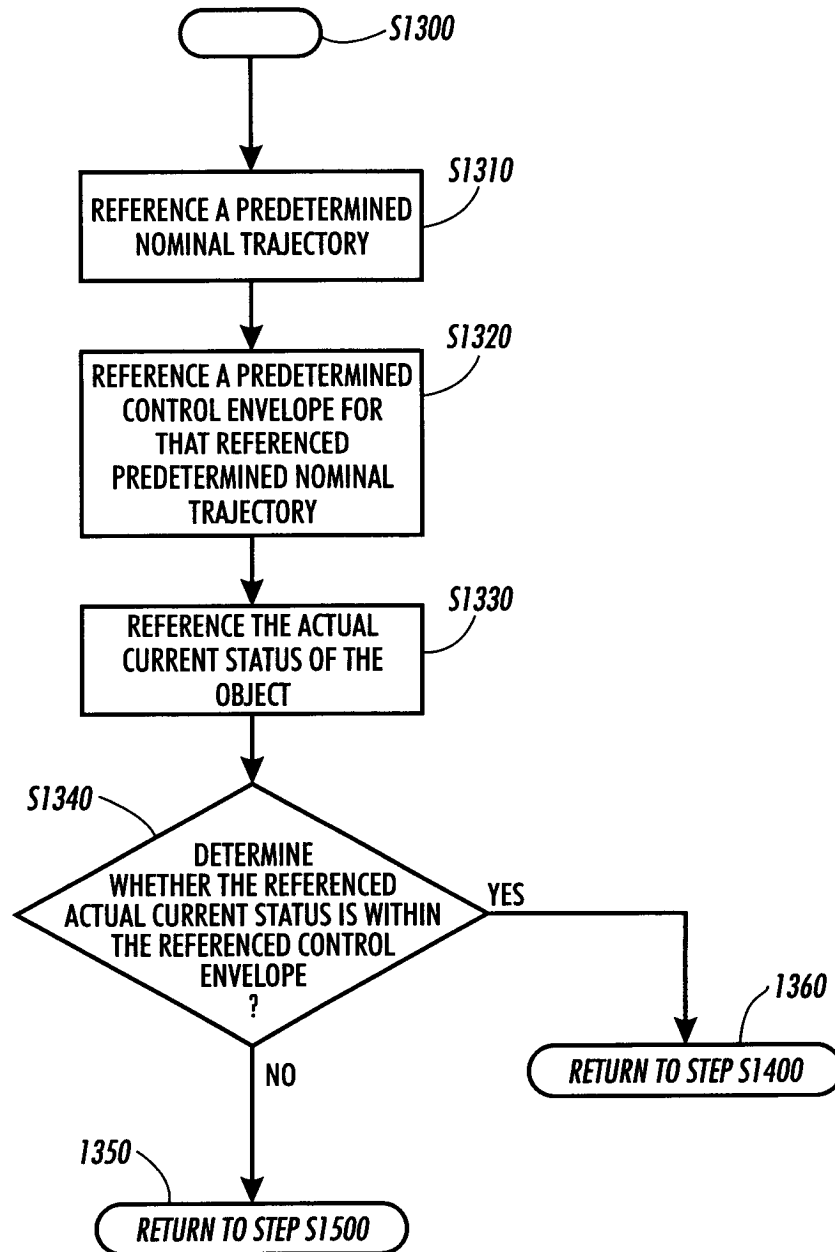 S1300
S1310
REFERENCE A PREDETERMINED
NOMINAL TRAJECTORY
S1320
REFERENCE A PREDETERMINED
CONTROL ENVELOPE FOR
THAT REFERENCED
PREDETERMINED NOMINAL
TRAJECTORY
S1330
REFERENCE THE ACTUAL
CURRENT STATUS OF THE
OBJECT
S1340
DETERMINE
WHETHER THE REFERENCED
ACTUAL CURRENT STATUS IS WITHIN
THE REFERENCED CONTROL
ENVELOPE
?
YES
1360
RETURN TO STEP S1400
NO
1350
RETURN TO STEP S1500